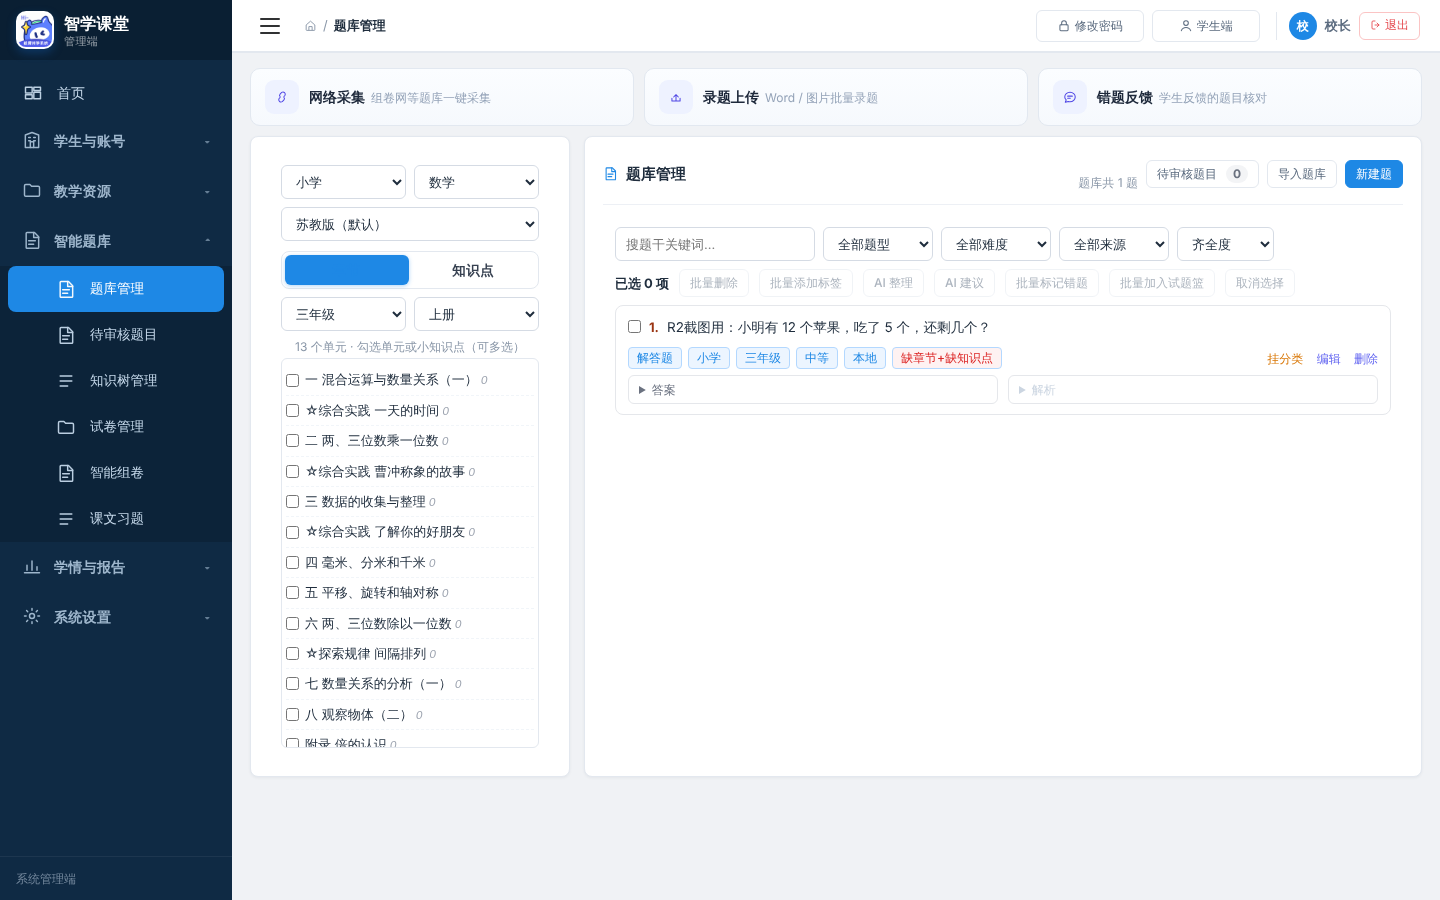 智学课堂
管理端
首页
学生与账号
教学资源
智能题库
题库管理
待审核题目
知识树管理
试卷管理
智能组卷
课文习题
学情与报告
系统设置
系统管理端
/ 题库管理
修改密码
学生端
校 校长
退出
网络采集 组卷网等题库一键采集
录题上传 Word / 图片批量录题
错题反馈 学生反馈的题目核对
小学 数学
苏教版（默认）
知识点
三年级 上册
13 个单元 · 勾选单元或小知识点（可多选）
一 混合运算与数量关系（一） 0
☆综合实践 一天的时间 0
二 两、三位数乘一位数 0
☆综合实践 曹冲称象的故事 0
三 数据的收集与整理 0
☆综合实践 了解你的好朋友 0
四 毫米、分米和千米 0
五 平移、旋转和轴对称 0
六 两、三位数除以一位数 0
☆探索规律 间隔排列 0
七 数量关系的分析（一） 0
八 观察物体（二） 0
附录 倍的认识 0
题库管理
题库共 1 题 待审核题目 0 导入题库 新建题
搜题干关键词... 全部题型 全部难度 全部来源 齐全度
已选 0 项 批量删除 批量添加标签 AI 整理 AI 建议 批量标记错题 批量加入试题篮 取消选择
1. R2截图用：小明有 12 个苹果，吃了 5 个，还剩几个？
解答题 小学 三年级 中等 本地 缺章节+缺知识点 挂分类 编辑 删除
▶ 答案 ▶ 解析